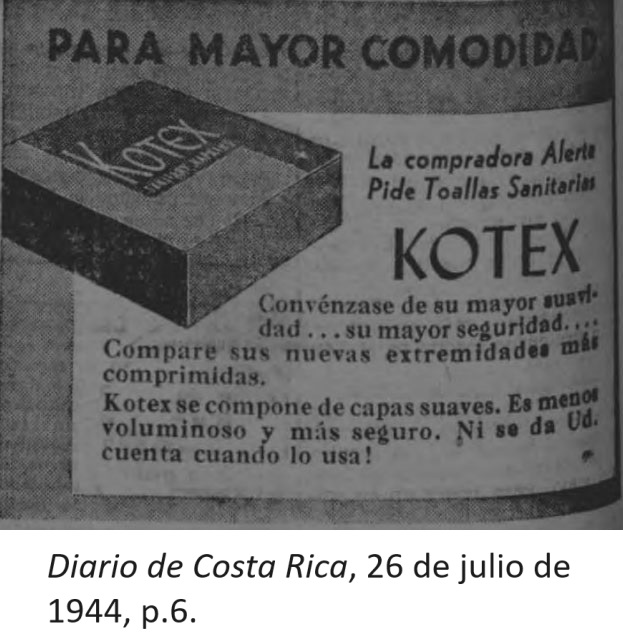 PARA MAYOR COMODIDAD
KOTEX
La compradora Alerta
Pide Toallas Sanitarias
KOTEX
Convénzase de su mayor suavi-
dad . . . su mayor seguridad. . . .
Compare sus nuevas extremidades más
comprimidas.
Kotex se compone de capas suaves. Es menos
voluminoso y más seguro. Ni se da Ud.
cuenta cuando lo usa!
Diario de Costa Rica, 26 de julio de
1944, p.6.